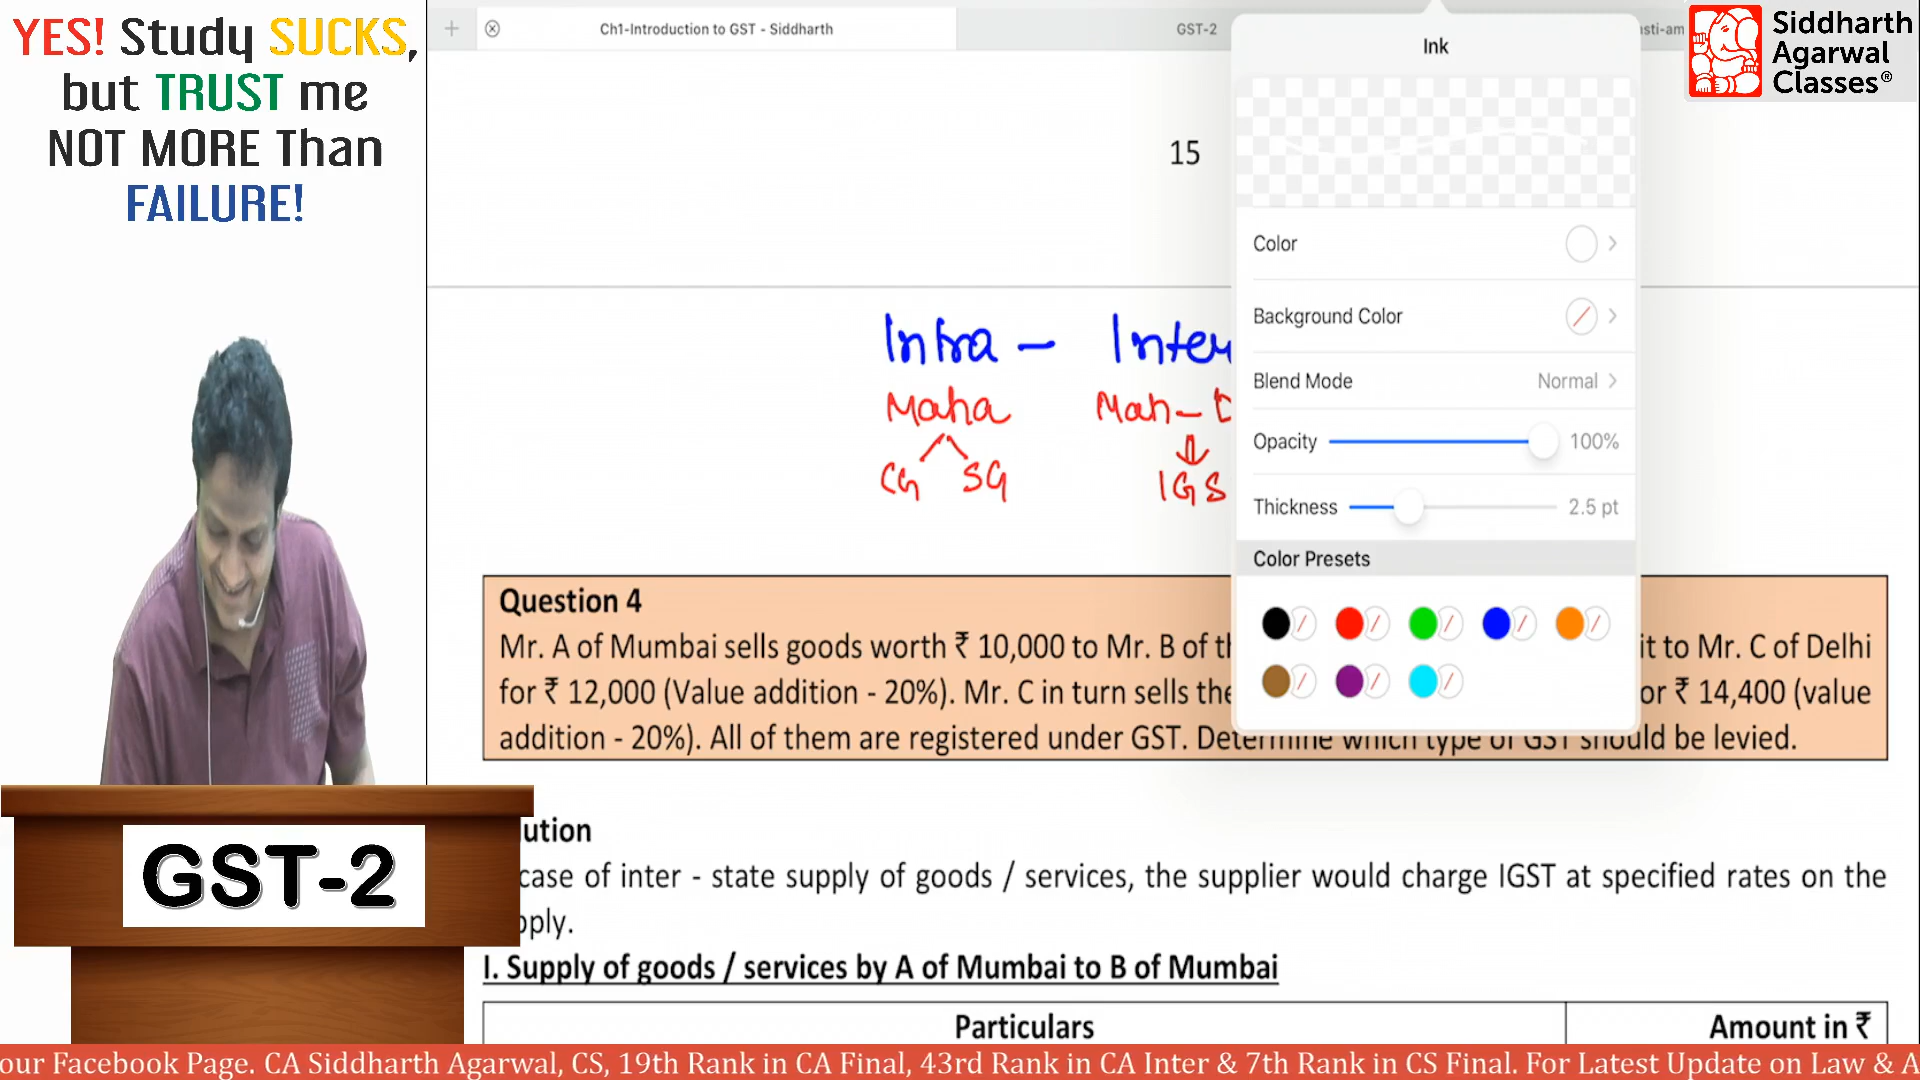 YES! Study SUCKS,
but TRUST me
NOT MORE Than
FAILURE!
Ch1-Introduction to GST - Siddharth
GST-2
Ink
Siddharth
Agarwal
Classes®
15
Color
Background Color
Blend Mode Normal
Opacity 100%
Thickness 2.5 pt
Color Presets
Intra - Inter
Maha Mah-
CG SG IGS
Question 4
Mr. A of Mumbai sells goods worth ₹ 10,000 to Mr. B of it to Mr. C of Delhi
for ₹ 12,000 (Value addition - 20%). Mr. C in turn sells or ₹ 14,400 (value
addition - 20%). All of them are registered under GST. Determine which type of GST should be levied.
ution
case of inter - state supply of goods / services, the supplier would charge IGST at specified rates on the
pply.
I. Supply of goods / services by A of Mumbai to B of Mumbai
Particulars Amount in ₹
GST-2
our Facebook Page. CA Siddharth Agarwal, CS, 19th Rank in CA Final, 43rd Rank in CA Inter & 7th Rank in CS Final. For Latest Update on Law & A